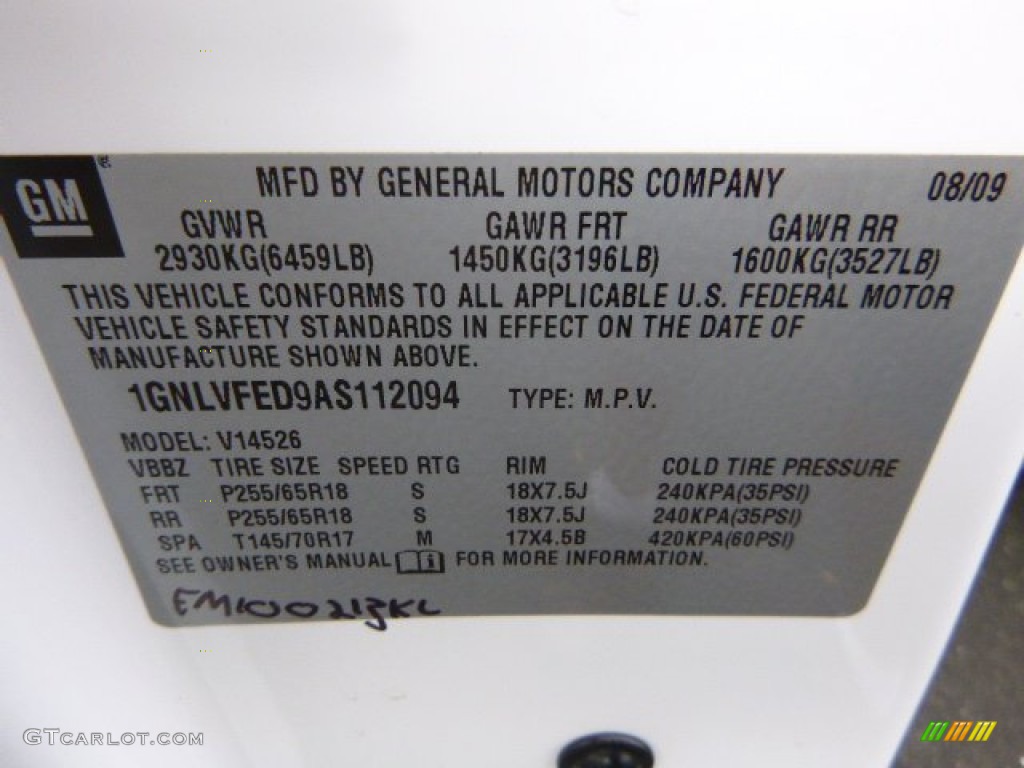 GM
MFD BY GENERAL MOTORS COMPANY 08/09
GVWR GAWR FRT GAWR RR
2930KG(6459LB) 1450KG(3196LB) 1600KG(3527LB)
THIS VEHICLE CONFORMS TO ALL APPLICABLE U.S. FEDERAL MOTOR
VEHICLE SAFETY STANDARDS IN EFFECT ON THE DATE OF
MANUFACTURE SHOWN ABOVE.
1GNLVFED9AS112094 TYPE: M.P.V.
MODEL: V14526
VBBZ TIRE SIZE SPEED RTG RIM COLD TIRE PRESSURE
FRT P255/65R18 S 18X7.5J 240KPA(35PSI)
RR P255/65R18 S 18X7.5J 240KPA(35PSI)
SPA T145/70R17 M 17X4.5B 420KPA(60PSI)
SEE OWNER'S MANUAL FOR MORE INFORMATION.
GTCarLot.com